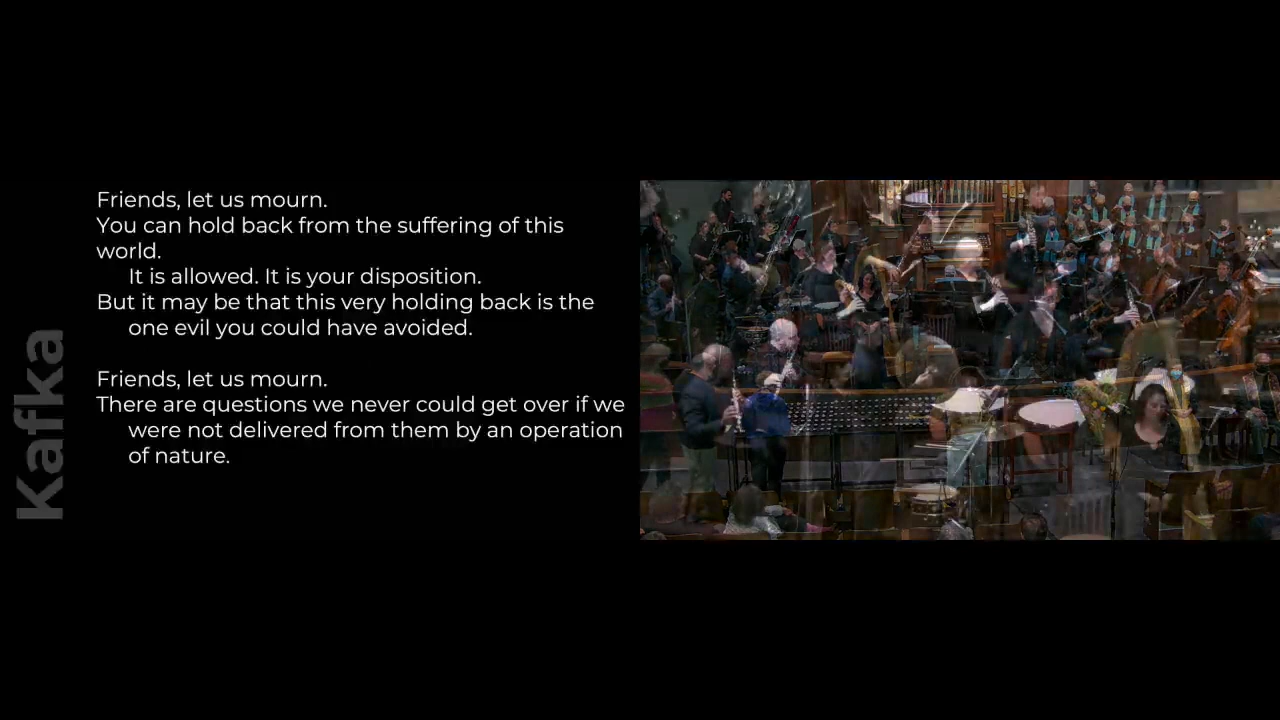 Kafka
Friends, let us mourn.
You can hold back from the suffering of this
world.
It is allowed. It is your disposition.
But it may be that this very holding back is the
one evil you could have avoided.
Friends, let us mourn.
There are questions we never could get over if we
were not delivered from them by an operation
of nature.